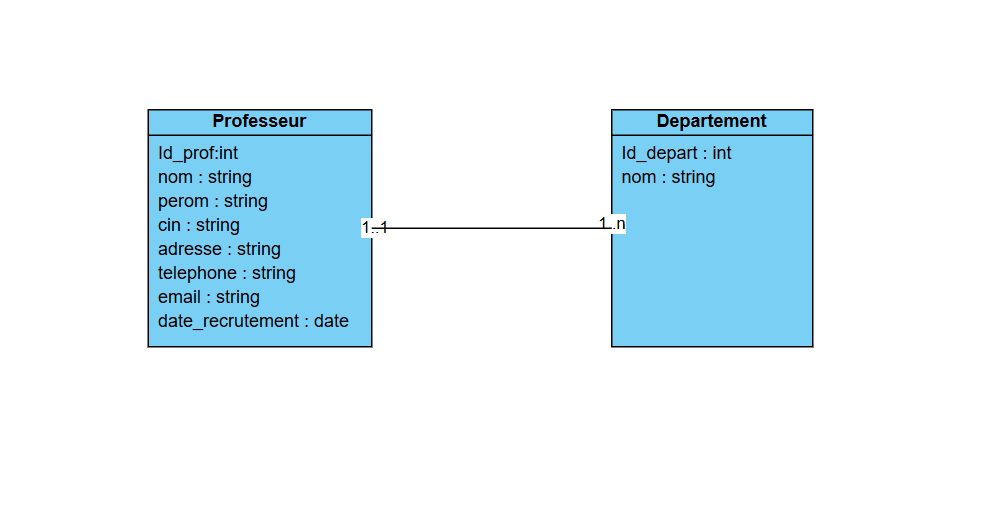 Professeur
Id_prof:int
nom : string
perom : string
cin : string
adresse : string
telephone : string
email : string
date_recrutement : date
1..1
1..n
Departement
Id_depart : int
nom : string